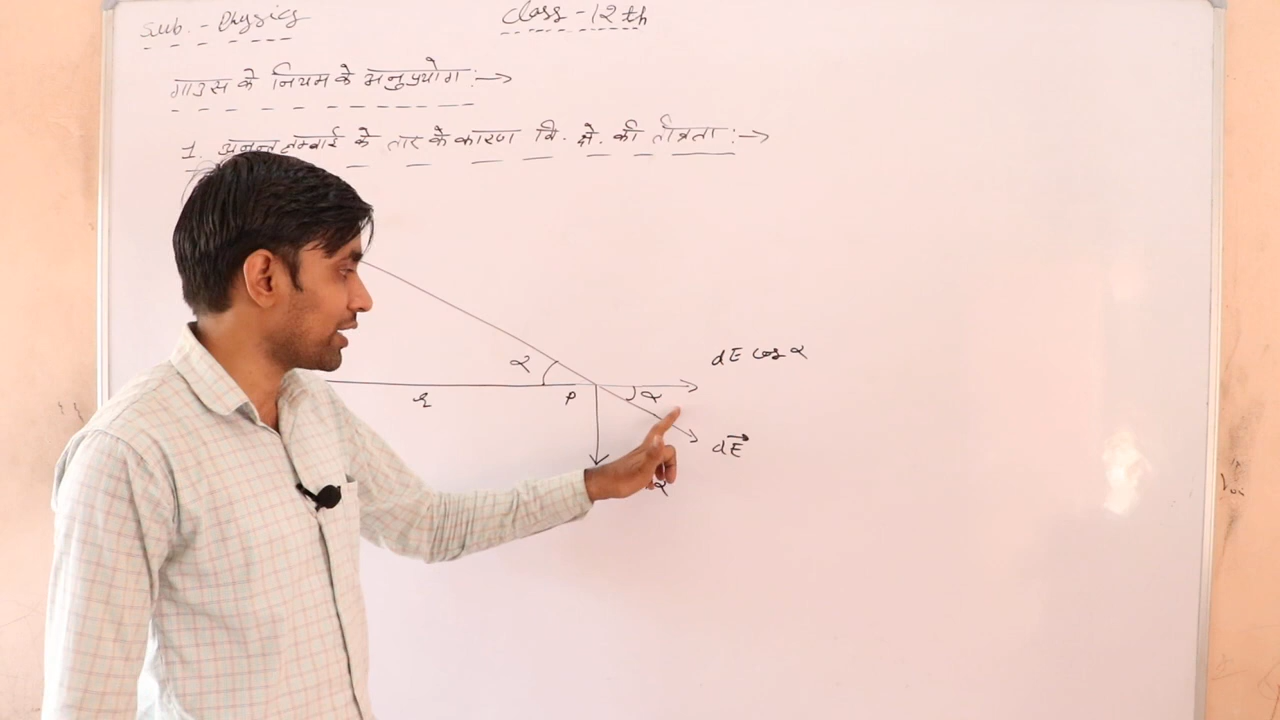 Sub. - Physics
Class - 12th
गाउस के नियम के अनुप्रयोग :→
1. अनन्त लम्बाई के तार के कारण वि. क्षे. की तीव्रता :→
α
dE cos α
r
P
α
dE
α